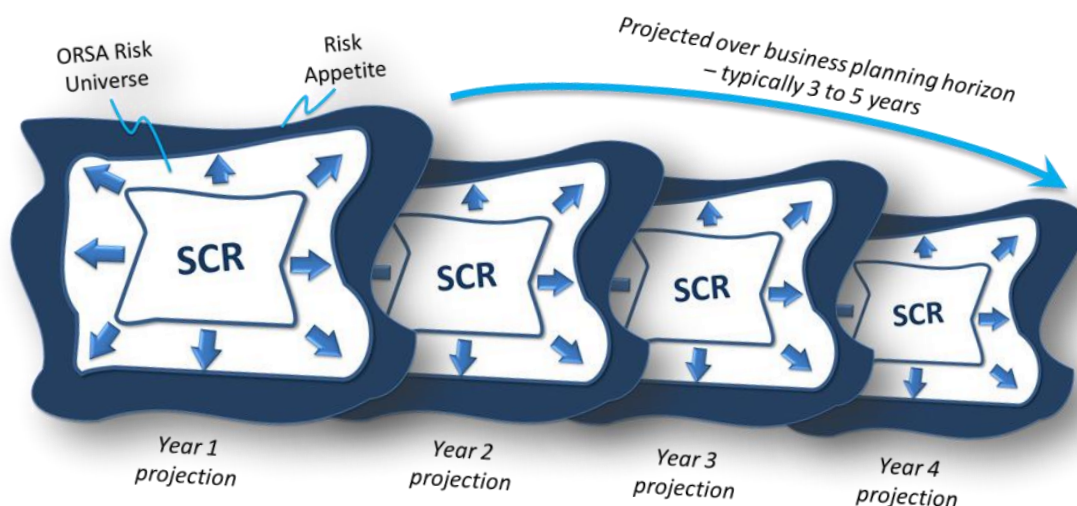 ORSA Risk
Universe
Risk
Appetite
Projected over business planning horizon
– typically 3 to 5 years
SCR
SCR
SCR
SCR
Year 1
projection
Year 2
projection
Year 3
projection
Year 4
projection